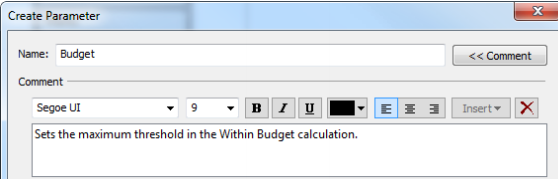 Create Parameter
Name: Budget << Comment
Comment
Segoe UI 9 B I U Insert
Sets the maximum threshold in the Within Budget calculation.